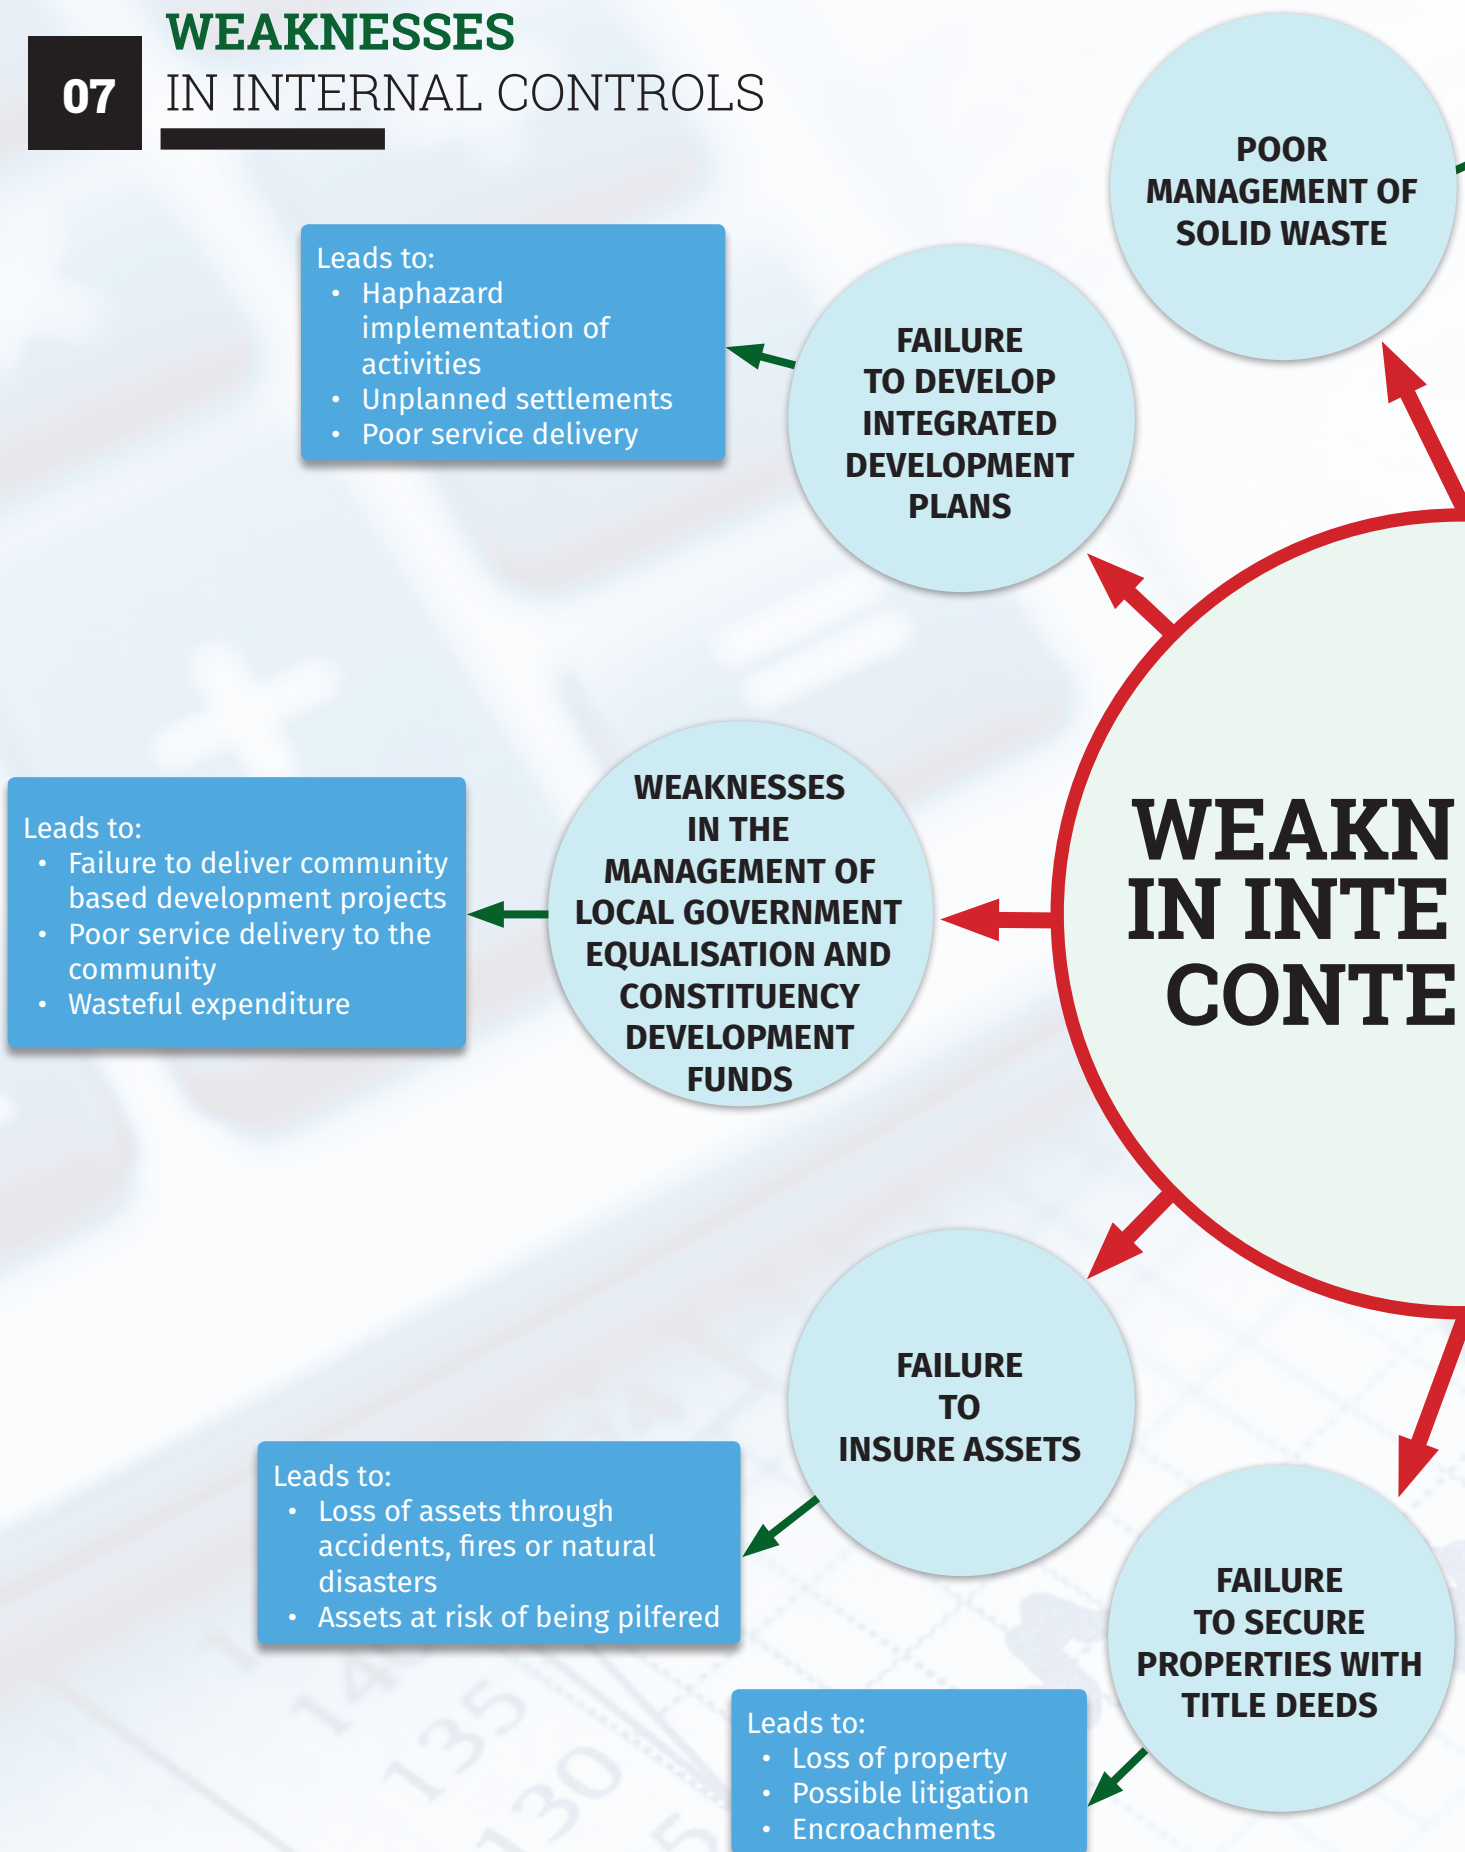 07
WEAKNESSES
IN INTERNAL CONTROLS
POOR
MANAGEMENT OF
SOLID WASTE
Leads to:
• Haphazard
implementation of
activities
• Unplanned settlements
• Poor service delivery
FAILURE
TO DEVELOP
INTEGRATED
DEVELOPMENT
PLANS
Leads to:
• Failure to deliver community
based development projects
• Poor service delivery to the
community
• Wasteful expenditure
WEAKNESSES
IN THE
MANAGEMENT OF
LOCAL GOVERNMENT
EQUALISATION AND
CONSTITUENCY
DEVELOPMENT
FUNDS
WEAKN
IN INTE
CONTE
FAILURE
TO
INSURE ASSETS
Leads to:
• Loss of assets through
accidents, fires or natural
disasters
• Assets at risk of being pilfered
FAILURE
TO SECURE
PROPERTIES WITH
TITLE DEEDS
Leads to:
• Loss of property
• Possible litigation
• Encroachments
135
130